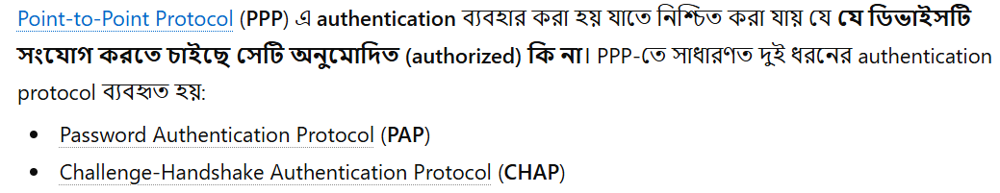 Point-to-Point Protocol (PPP) এ authentication ব্যবহার করা হয় যাতে নিশ্চিত করা যায় যে যে ডিভাইসটি
সংযোগ করতে চাইছে সেটি অনুমোদিত (authorized) কি না। PPP-তে সাধারণত দুই ধরনের authentication
protocol ব্যবহৃত হয়:
• Password Authentication Protocol (PAP)
• Challenge-Handshake Authentication Protocol (CHAP)